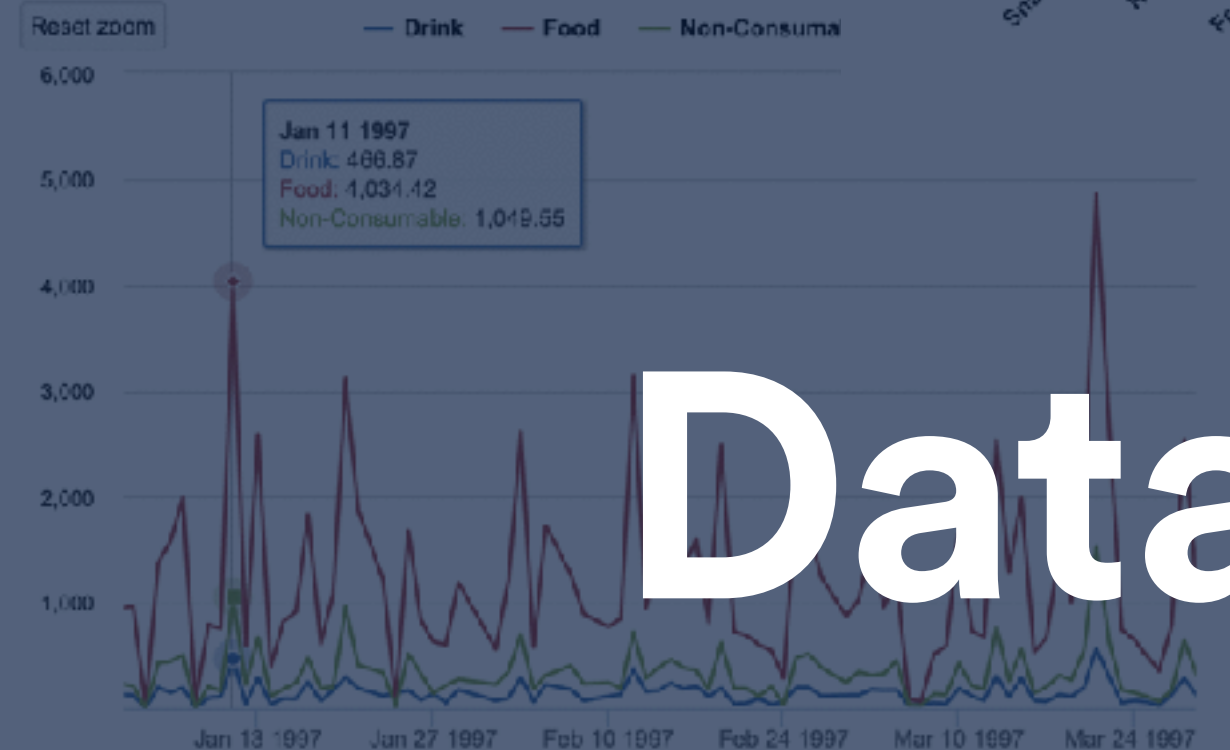 Reset zoom
Drink Food Non-Consuma
6,000
Jan 11 1997
Drink: 466.87
Food: 4,034.42
Non-Consumable: 1,049.55
5,000
4,000
3,000
2,000
1,000
Data
Jan 13 1997 Jan 27 1997 Feb 10 1997 Feb 24 1997 Mar 10 1997 Mar 24 1997